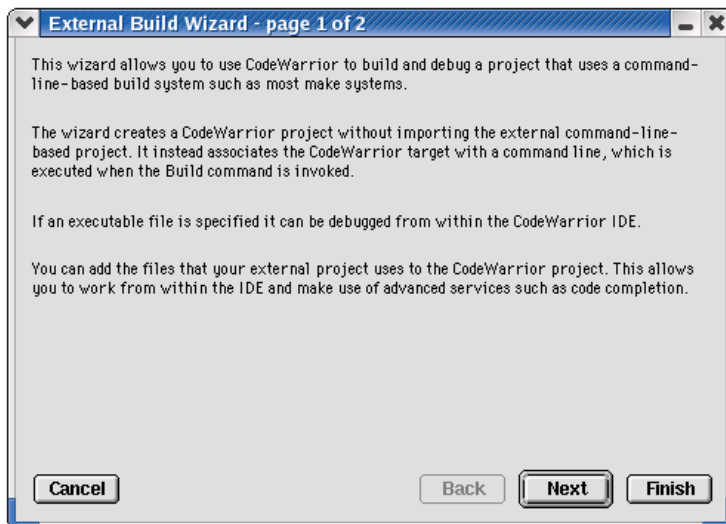 External Build Wizard - page 1 of 2
This wizard allows you to use CodeWarrior to build and debug a project that uses a command-
line-based build system such as most make systems.
The wizard creates a CodeWarrior project without importing the external command-line-
based project. It instead associates the CodeWarrior target with a command line, which is
executed when the Build command is invoked.
If an executable file is specified it can be debugged from within the CodeWarrior IDE.
You can add the files that your external project uses to the CodeWarrior project. This allows
you to work from within the IDE and make use of advanced services such as code completion.
Cancel Back Next Finish